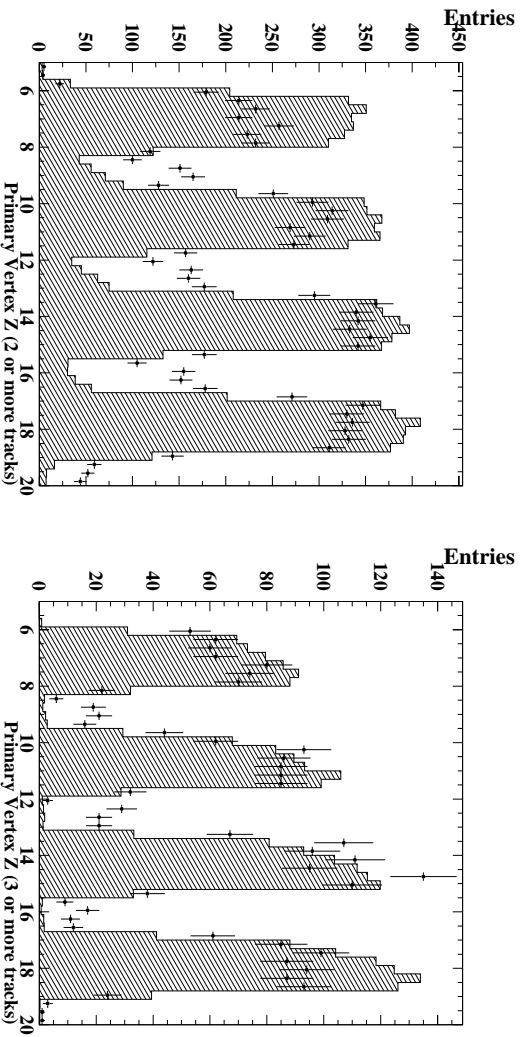 Entries
0 50 100 150 200 250 300 350 400 450
6 8 10 12 14 16 18 20
Primary Vertex Z (2 or more tracks)
Entries
0 20 40 60 80 100 120 140
6 8 10 12 14 16 18 20
Primary Vertex Z (3 or more tracks)